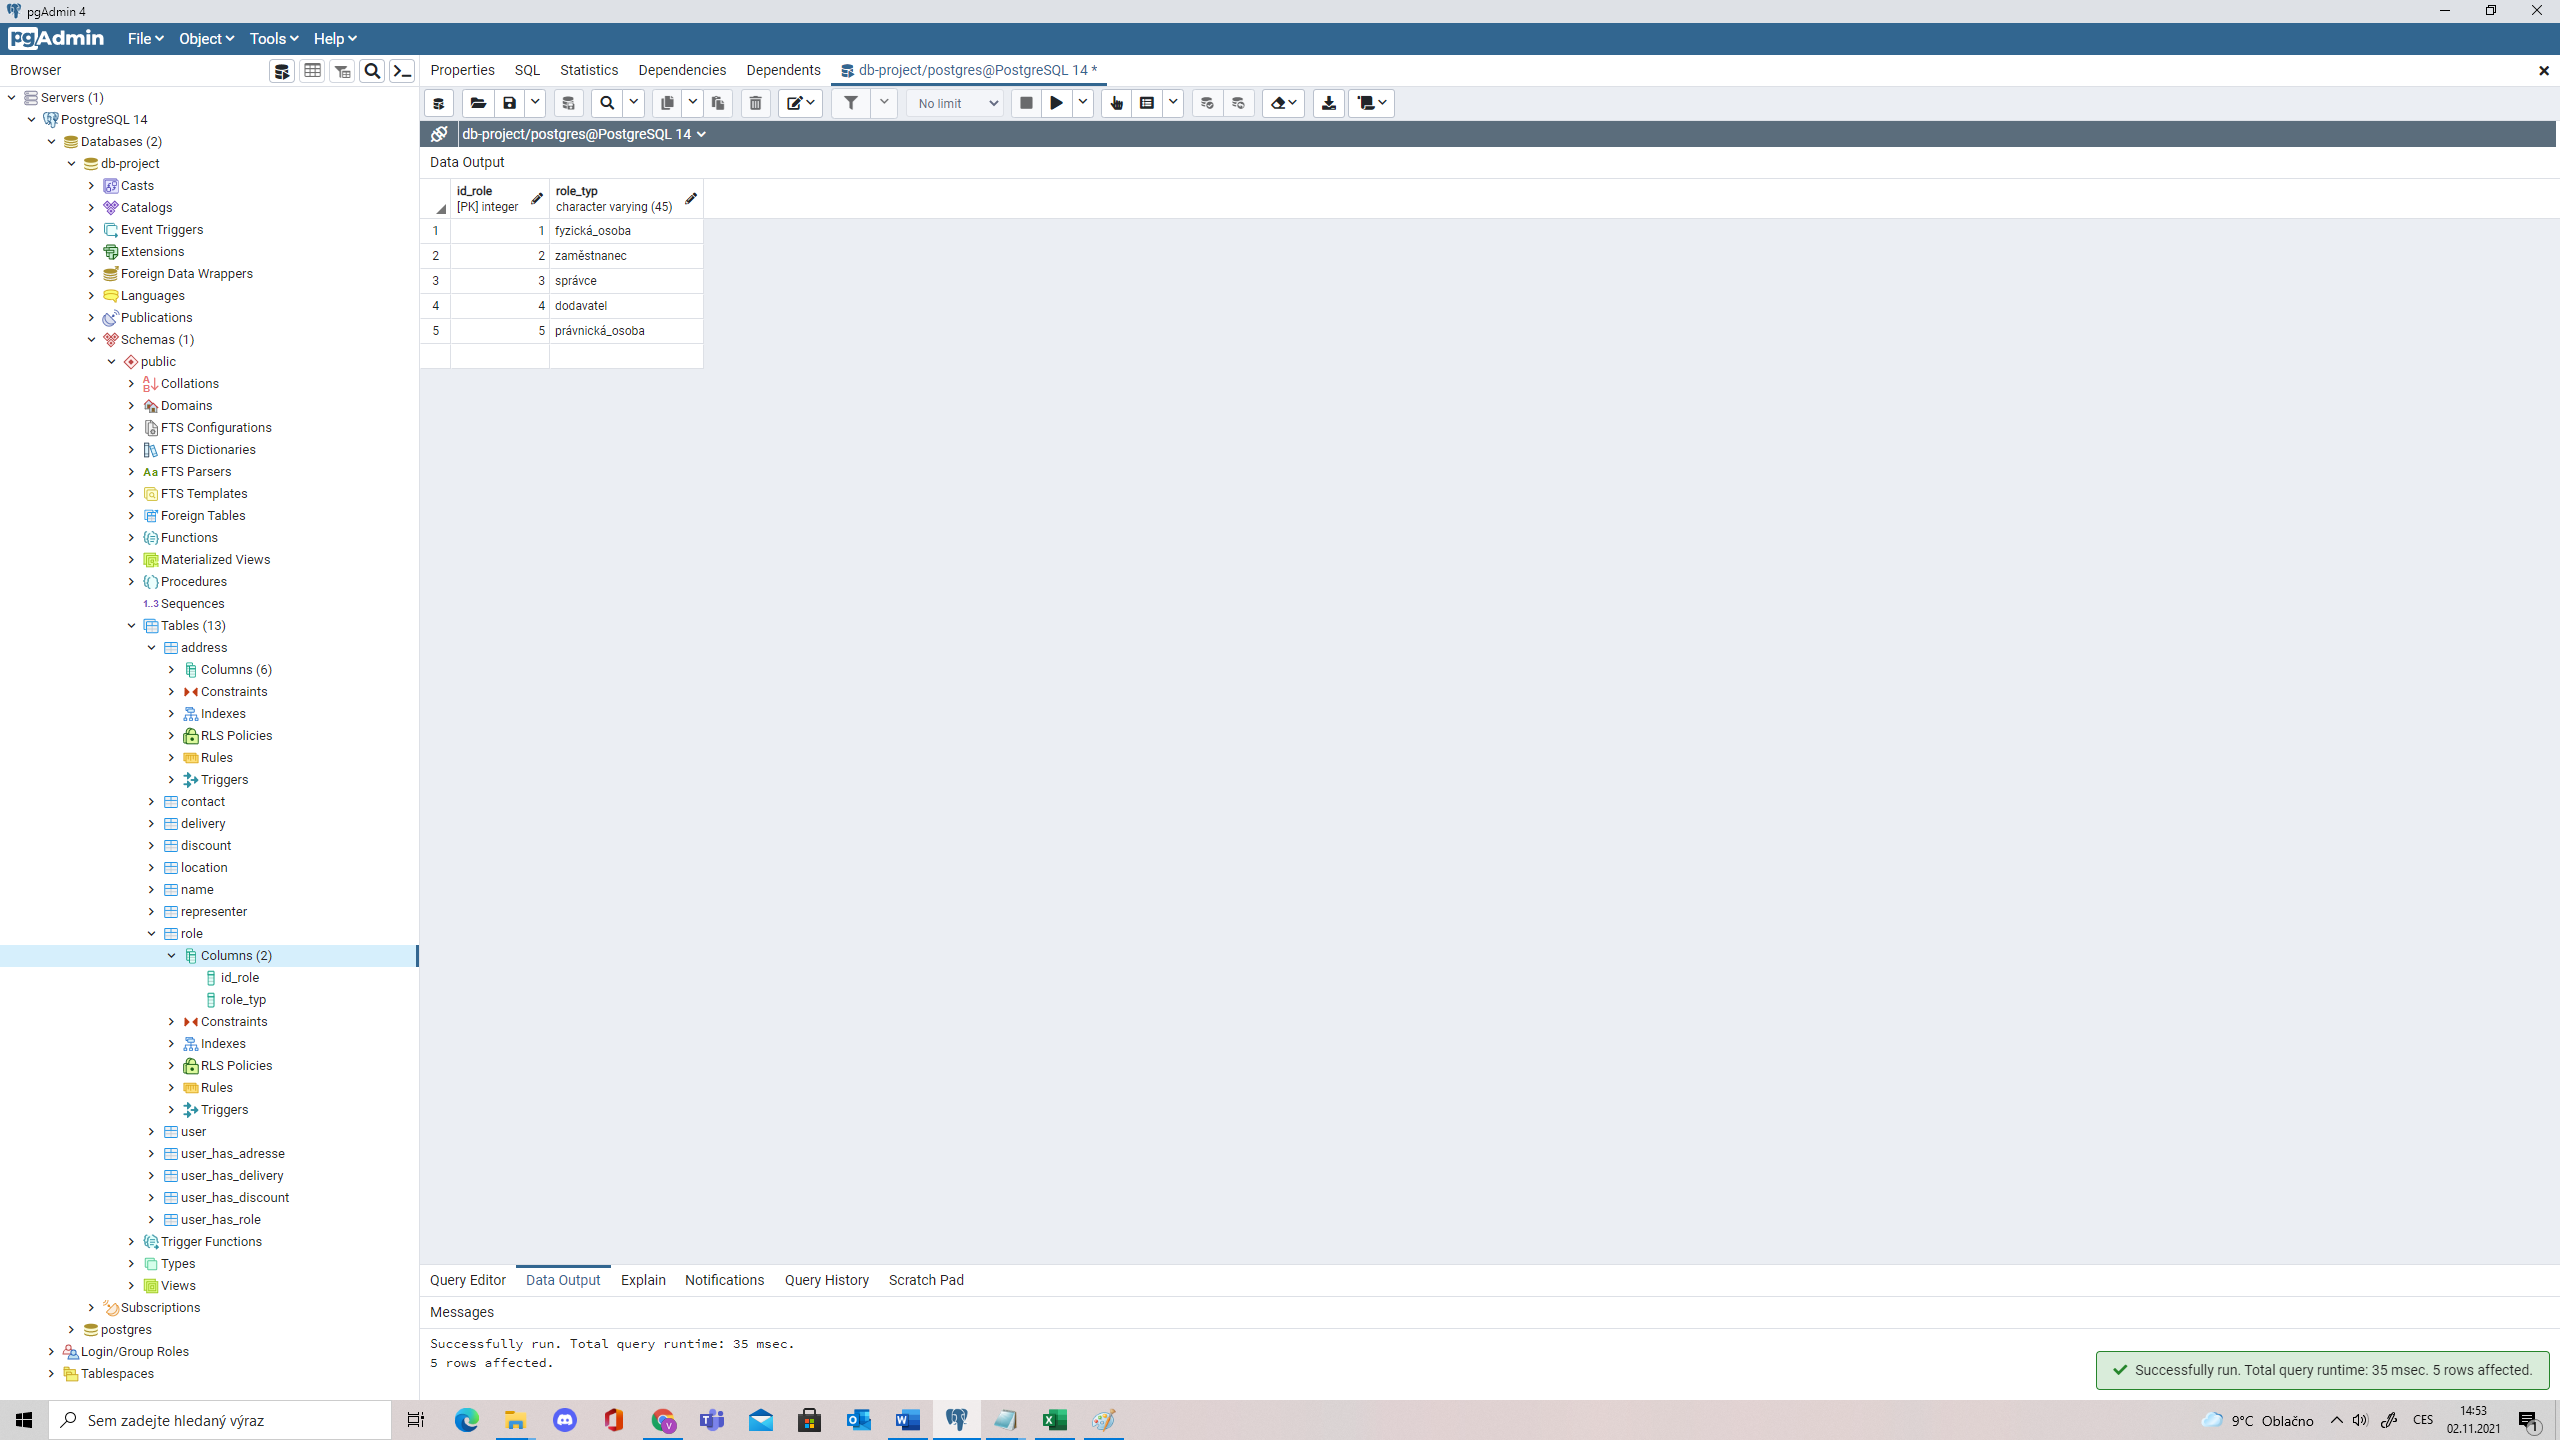 pgAdmin 4
pgAdmin File Object Tools Help
Browser
Properties SQL Statistics Dependencies Dependents db-project/postgres@PostgreSQL 14 *
No limit
db-project/postgres@PostgreSQL 14
Servers (1)
PostgreSQL 14
Databases (2)
db-project
Casts
Catalogs
Event Triggers
Extensions
Foreign Data Wrappers
Languages
Publications
Schemas (1)
public
Collations
Domains
FTS Configurations
FTS Dictionaries
Aa FTS Parsers
FTS Templates
Foreign Tables
Functions
Materialized Views
Procedures
1..3 Sequences
Tables (13)
address
Columns (6)
Constraints
Indexes
RLS Policies
Rules
Triggers
contact
delivery
discount
location
name
representer
role
Columns (2)
id_role
role_typ
Constraints
Indexes
RLS Policies
Rules
Triggers
user
user_has_adresse
user_has_delivery
user_has_discount
user_has_role
Trigger Functions
Types
Views
Subscriptions
postgres
Login/Group Roles
Tablespaces
Data Output
id_role role_typ
[PK] integer character varying (45)
1 1 fyzická_osoba
2 2 zaměstnanec
3 3 správce
4 4 dodavatel
5 5 právnická_osoba
Query Editor Data Output Explain Notifications Query History Scratch Pad
Messages
Successfully run. Total query runtime: 35 msec.
5 rows affected.
Successfully run. Total query runtime: 35 msec. 5 rows affected.
Sem zadejte hledaný výraz
9°C Oblačno CES 14:53
02.11.2021
1